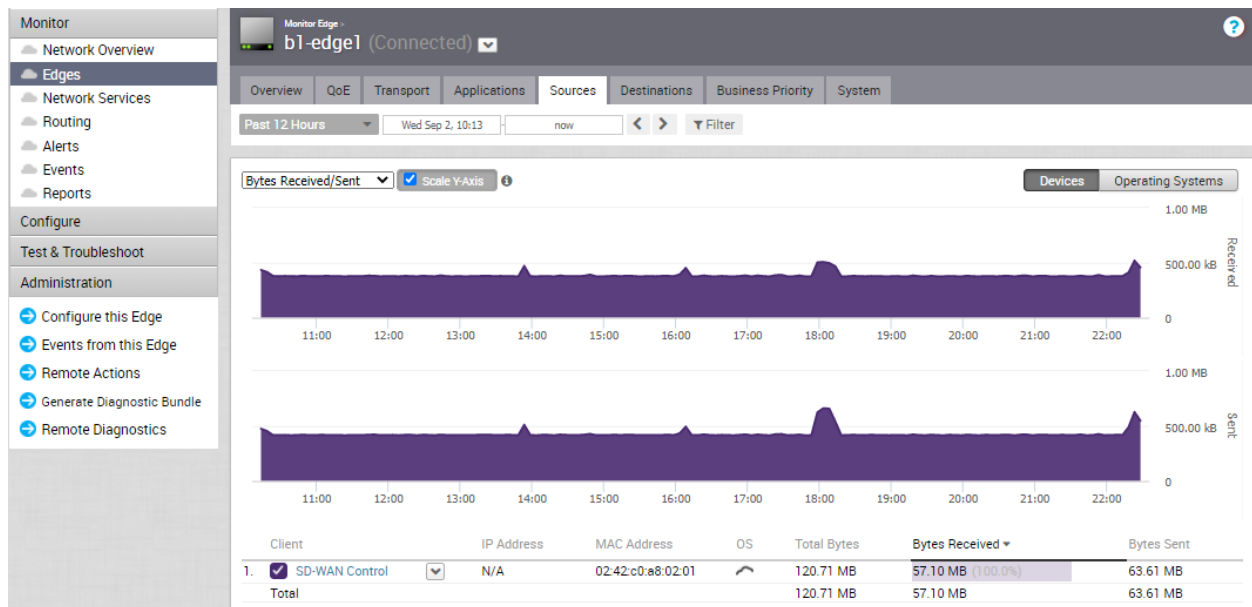 Monitor
Network Overview
Edges
Network Services
Routing
Alerts
Events
Reports
Configure
Test & Troubleshoot
Administration
Configure this Edge
Events from this Edge
Remote Actions
Generate Diagnostic Bundle
Remote Diagnostics
Monitor Edge >
b1-edge1 (Connected)
?
Overview QoE Transport Applications Sources Destinations Business Priority System
Past 12 Hours Wed Sep 2, 10:13 - now < > Filter
Bytes Received/Sent Scale Y-Axis Devices Operating Systems
1.00 MB
500.00 kB
0
Received
11:00 12:00 13:00 14:00 15:00 16:00 17:00 18:00 19:00 20:00 21:00 22:00
1.00 MB
500.00 kB
0
Sent
11:00 12:00 13:00 14:00 15:00 16:00 17:00 18:00 19:00 20:00 21:00 22:00
Client IP Address MAC Address OS Total Bytes Bytes Received Bytes Sent
1. SD-WAN Control N/A 02:42:c0:a8:02:01 120.71 MB 57.10 MB (100.0%) 63.61 MB
Total 120.71 MB 57.10 MB 63.61 MB